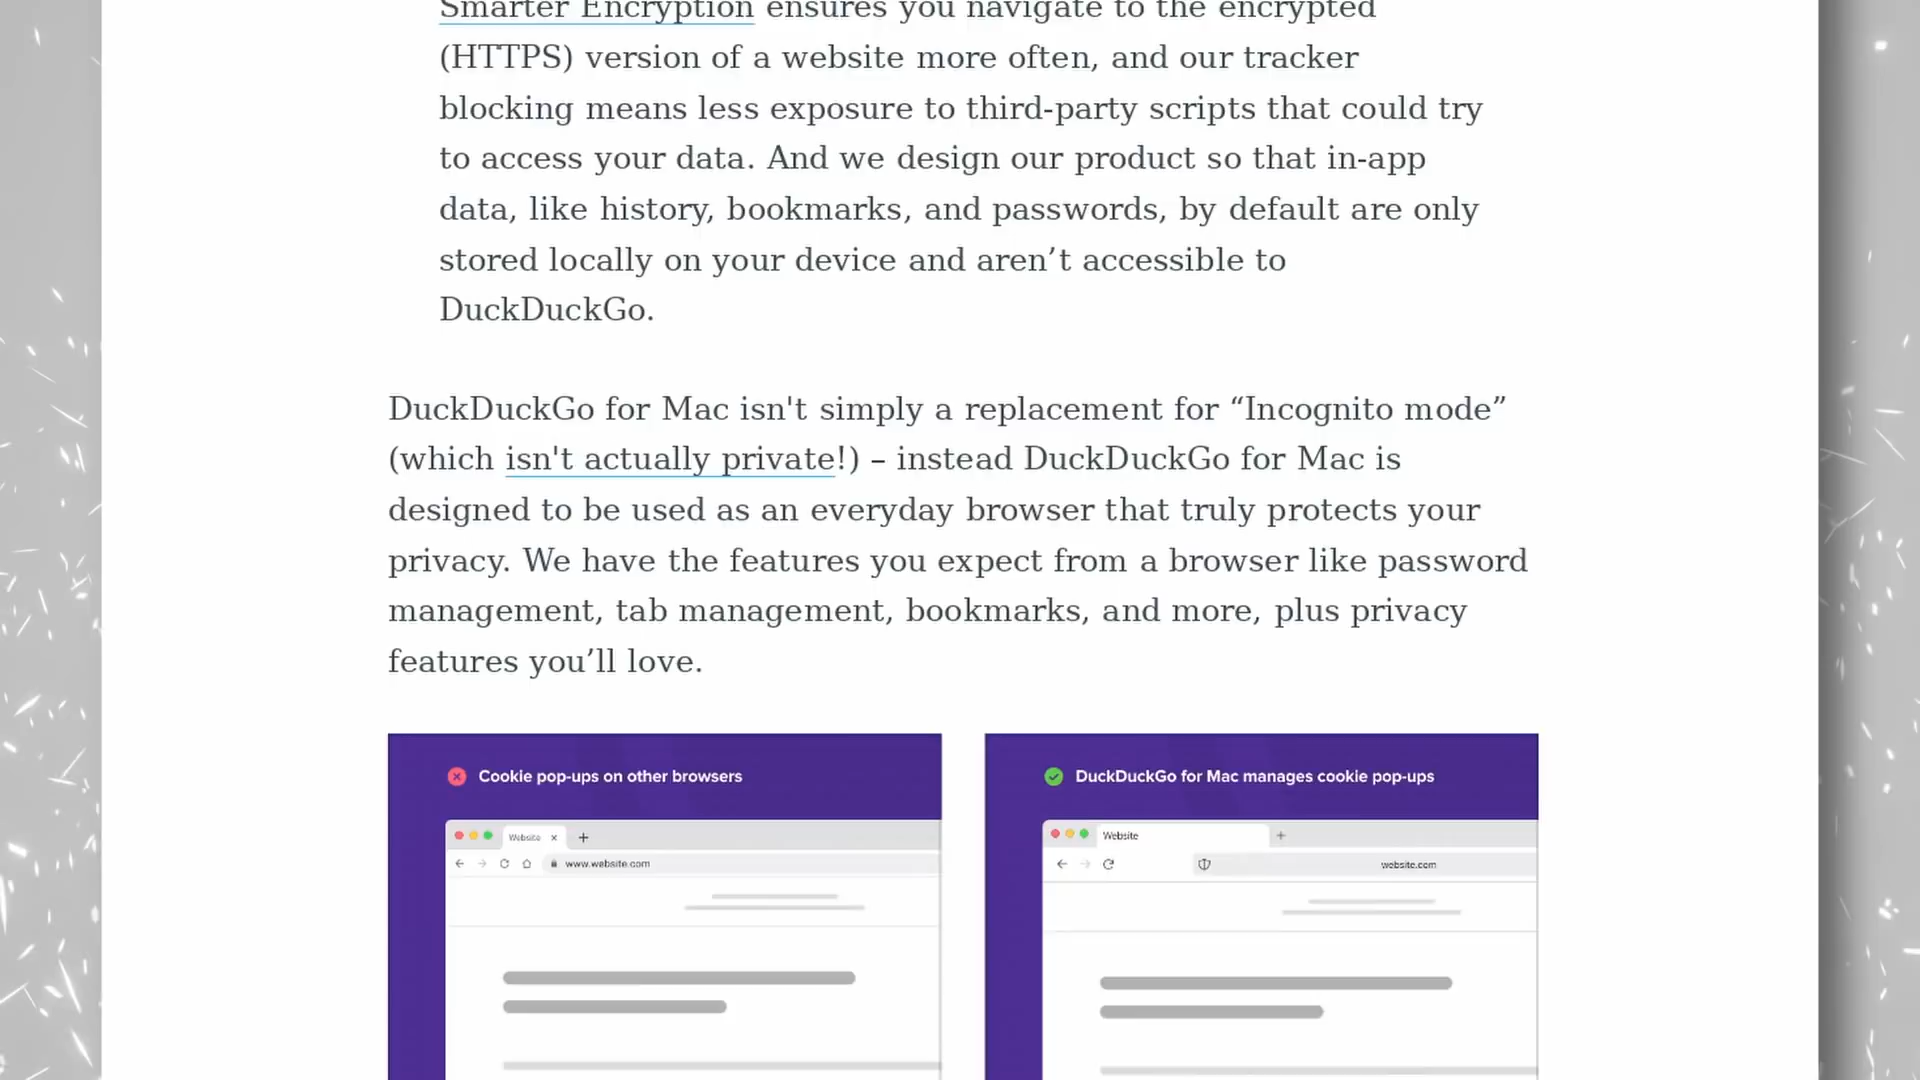 Smarter Encryption ensures you navigate to the encrypted
(HTTPS) version of a website more often, and our tracker
blocking means less exposure to third-party scripts that could try
to access your data. And we design our product so that in-app
data, like history, bookmarks, and passwords, by default are only
stored locally on your device and aren’t accessible to
DuckDuckGo.
DuckDuckGo for Mac isn't simply a replacement for “Incognito mode”
(which isn't actually private!) – instead DuckDuckGo for Mac is
designed to be used as an everyday browser that truly protects your
privacy. We have the features you expect from a browser like password
management, tab management, bookmarks, and more, plus privacy
features you’ll love.
Cookie pop-ups on other browsers
Website
www.website.com
DuckDuckGo for Mac manages cookie pop-ups
Website
website.com